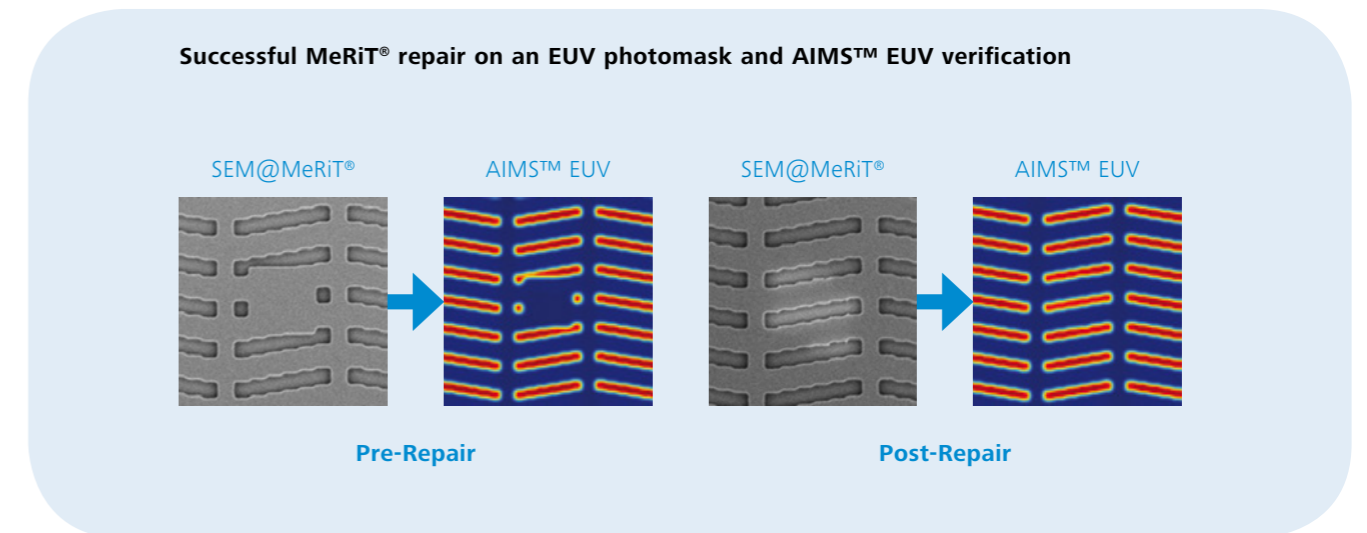 Successful MeRiT® repair on an EUV photomask and AIMS™ EUV verification
SEM@MeRiT®
AIMS™ EUV
SEM@MeRiT®
AIMS™ EUV
Pre-Repair
Post-Repair